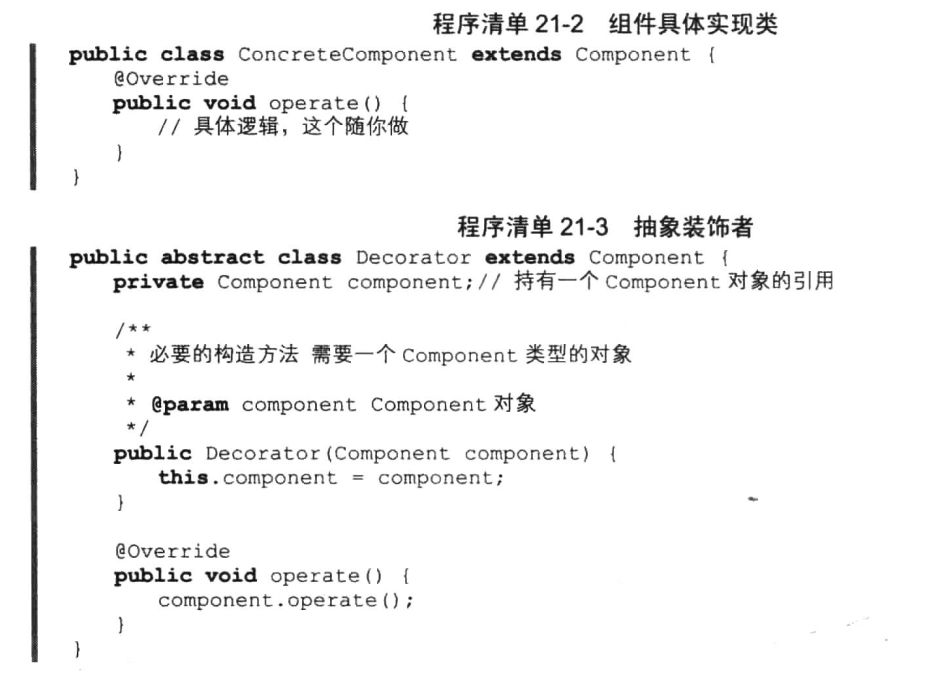 程序清单 21-2 组件具体实现类
public class ConcreteComponent extends Component {
@Override
public void operate() {
// 具体逻辑，这个随你做
}
}
程序清单 21-3 抽象装饰者
public abstract class Decorator extends Component {
private Component component;// 持有一个 Component 对象的引用
/**
* 必要的构造方法 需要一个 Component 类型的对象
*
* @param component Component 对象
*/
public Decorator(Component component) {
this.component = component;
}
@Override
public void operate() {
component.operate();
}
}